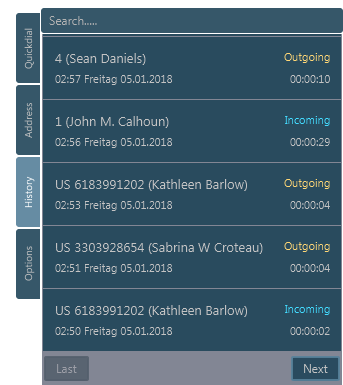 Search.....
Quickdial
Address
History
Options
4 (Sean Daniels) Outgoing
02:57 Freitag 05.01.2018 00:00:10
1 (John M. Calhoun) Incoming
02:56 Freitag 05.01.2018 00:00:29
US 6183991202 (Kathleen Barlow) Outgoing
02:53 Freitag 05.01.2018 00:00:04
US 3303928654 (Sabrina W Croteau) Outgoing
02:51 Freitag 05.01.2018 00:00:04
US 6183991202 (Kathleen Barlow) Incoming
02:50 Freitag 05.01.2018 00:00:02
Last Next